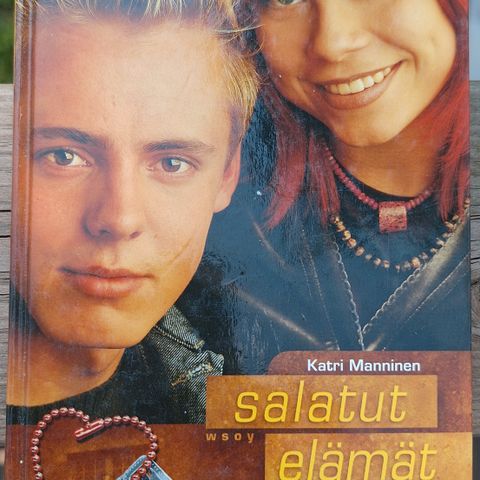 Katri Manninen
salatut
wsoy
elämät